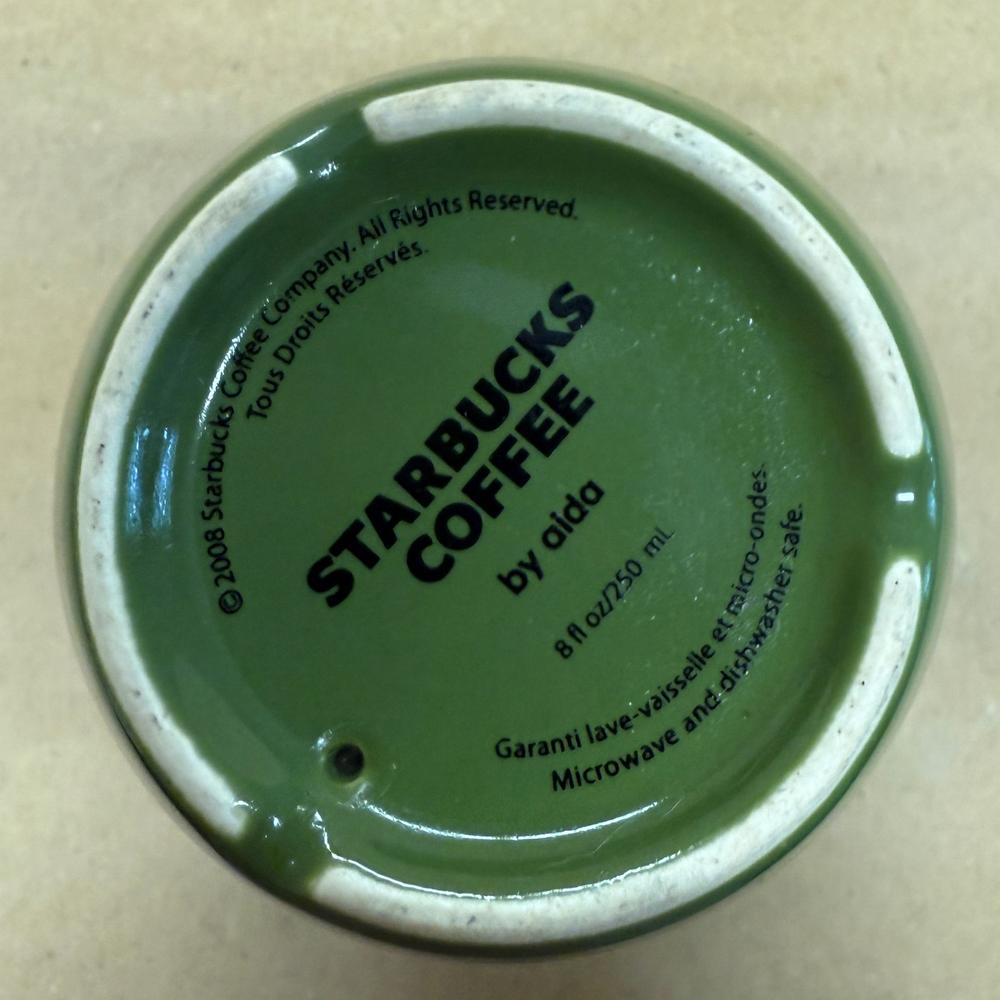 ©2008 Starbucks Coffee Company. All Rights Reserved.
Tous Droits Réservés.
STARBUCKS
COFFEE
by aida
8 fl oz/250 mL
Garanti lave-vaisselle et micro-ondes.
Microwave and dishwasher safe.